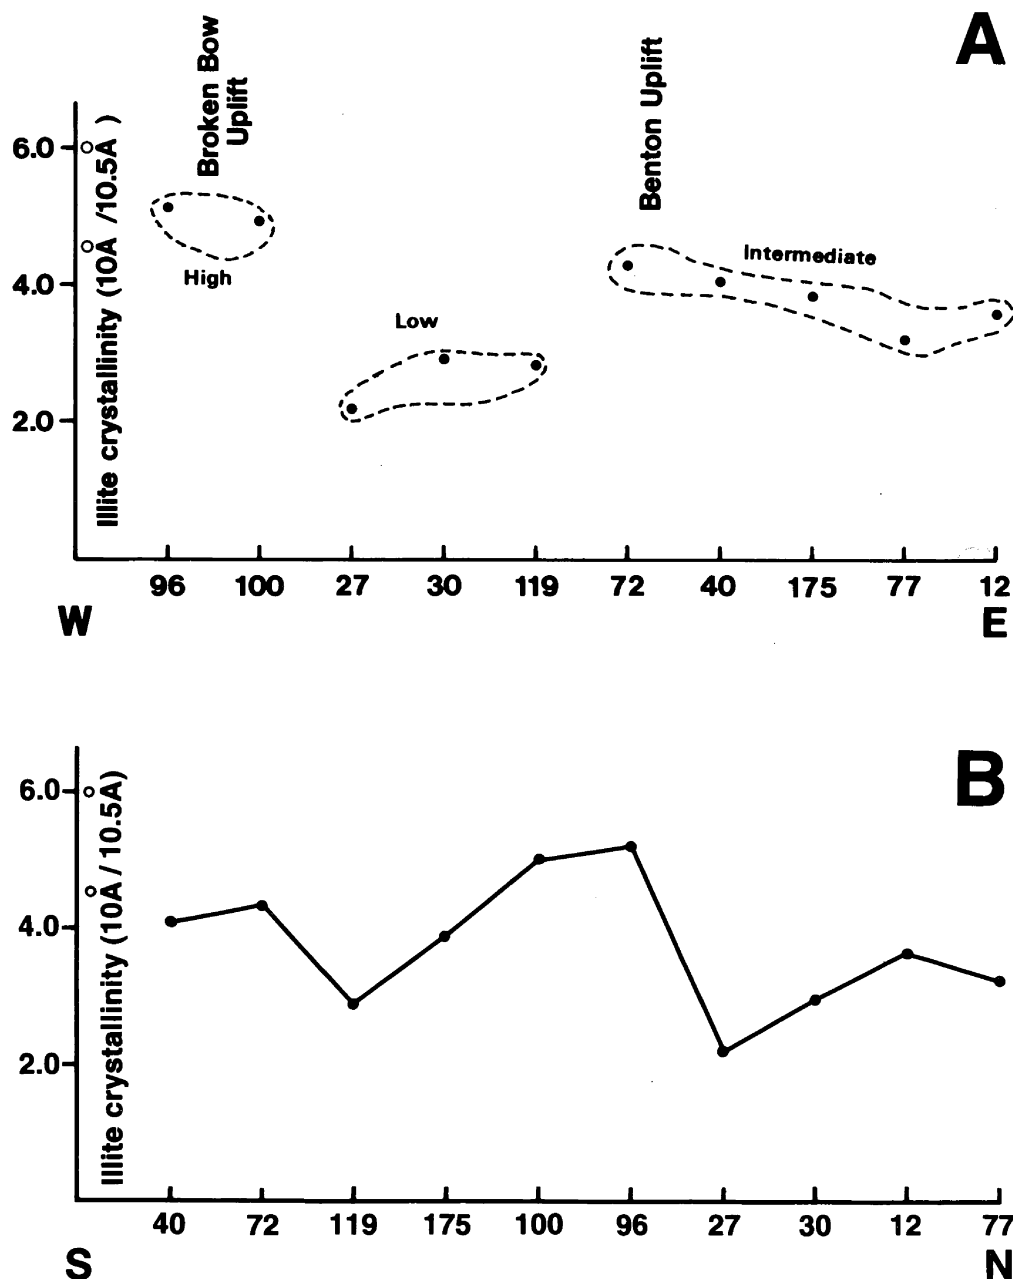 A
Broken Bow
Uplift
Benton Uplift
Illite crystallinity (10Å /10.5Å )
6.0
4.0
2.0
High
Low
Intermediate
96 100 27 30 119 72 40 175 77 12
W E
B
Illite crystallinity (10Å / 10.5Å)
6.0
4.0
2.0
40 72 119 175 100 96 27 30 12 77
S N